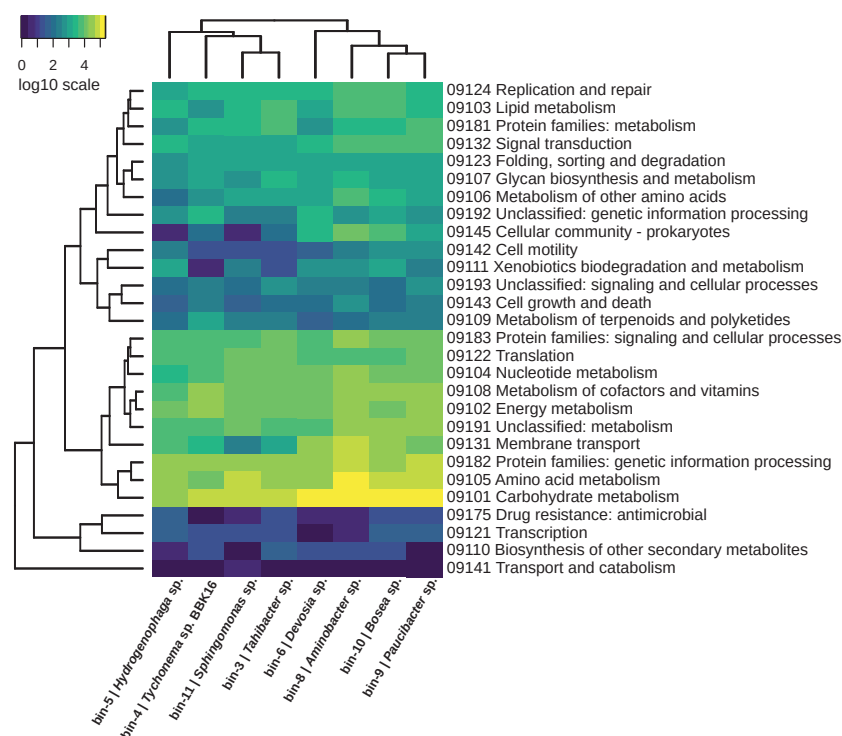 0 2 4
log10 scale
09124 Replication and repair
09103 Lipid metabolism
09181 Protein families: metabolism
09132 Signal transduction
09123 Folding, sorting and degradation
09107 Glycan biosynthesis and metabolism
09106 Metabolism of other amino acids
09192 Unclassified: genetic information processing
09145 Cellular community - prokaryotes
09142 Cell motility
09111 Xenobiotics biodegradation and metabolism
09193 Unclassified: signaling and cellular processes
09143 Cell growth and death
09109 Metabolism of terpenoids and polyketides
09183 Protein families: signaling and cellular processes
09122 Translation
09104 Nucleotide metabolism
09108 Metabolism of cofactors and vitamins
09102 Energy metabolism
09191 Unclassified: metabolism
09131 Membrane transport
09182 Protein families: genetic information processing
09105 Amino acid metabolism
09101 Carbohydrate metabolism
09175 Drug resistance: antimicrobial
09121 Transcription
09110 Biosynthesis of other secondary metabolites
09141 Transport and catabolism
bin-5 | Hydrogenophaga sp.
bin-4 | Tychonema sp. BBK16
bin-11 | Sphingomonas sp.
bin-3 | Tahibacter sp.
bin-6 | Devosia sp.
bin-8 | Aminobacter sp.
bin-10 | Bosea sp.
bin-9 | Paucibacter sp.